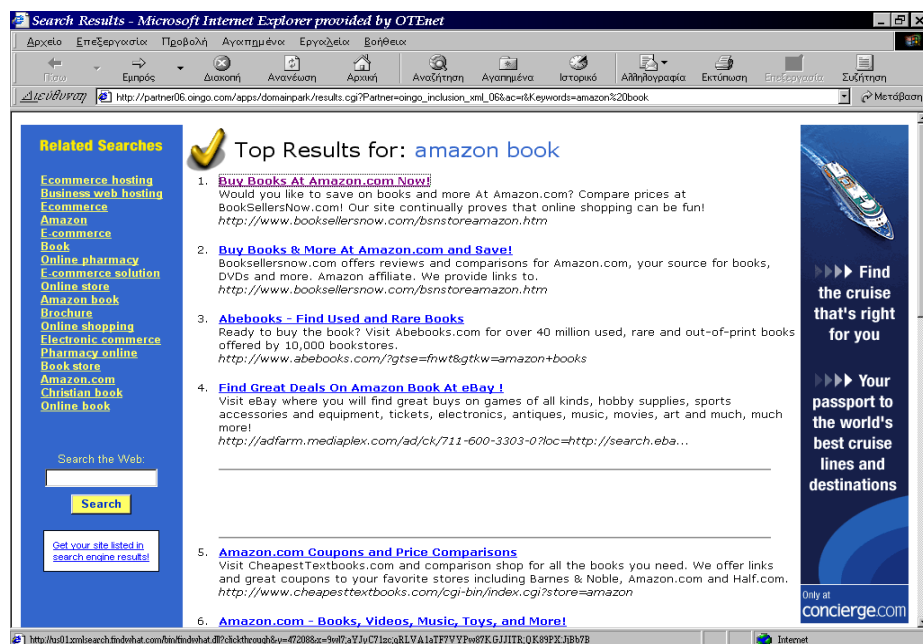 Search Results - Microsoft Internet Explorer provided by OTEnet
Αρχείο Επεξεργασία Προβολή Αγαπημένα Εργαλεία Βοήθεια
Πίσω Εμπρός Διακοπή Ανανέωση Αρχική Αναζήτηση Αγαπημένα Ιστορικό Αλληλογραφία Εκτύπωση Επεξεργασία Συζήτηση
Διεύθυνση http://partner06.oingo.com/apps/domainpark/results.cgi?Partner=oingo_inclusion_xml_06&ac=r&Keywords=amazon%20book Μετάβαση
Related Searches
Ecommerce hosting
Business web hosting
Ecommerce
Amazon
E-commerce
Book
Online pharmacy
E-commerce solution
Online store
Amazon book
Brochure
Online shopping
Electronic commerce
Pharmacy online
Book store
Amazon.com
Christian book
Online book
Search the Web:
Search
Get your site listed in
search engine results!
Top Results for: amazon book
1. Buy Books At Amazon.com Now!
Would you like to save on books and more At Amazon.com? Compare prices at
BookSellersNow.com! Our site continually proves that online shopping can be fun!
http://www.booksellersnow.com/bsnstoreamazon.htm
2. Buy Books & More At Amazon.com and Save!
Booksellersnow.com offers reviews and comparisons for Amazon.com, your source for books,
DVDs and more. Amazon affiliate. We provide links to.
http://www.booksellersnow.com/bsnstoreamazon.htm
3. Abebooks - Find Used and Rare Books
Ready to buy the book? Visit Abebooks.com for over 40 million used, rare and out-of-print books
offered by 10,000 bookstores.
http://www.abebooks.com/?gtse=fnwt&gtkw=amazon+books
4. Find Great Deals On Amazon Book At eBay !
Visit eBay where you will find great buys on games of all kinds, hobby supplies, sports
accessories and equipment, tickets, electronics, antiques, music, movies, art and much, much
more!
http://adfarm.mediaplex.com/ad/ck/711-600-3303-0?loc=http://search.eba...
5. Amazon.com Coupons and Price Comparisons
Visit CheapestTextbooks.com and comparison shop for all the books you need. We offer links
and great coupons to your favorite stores including Barnes & Noble, Amazon.com and Half.com.
http://www.cheapesttextbooks.com/cgi-bin/index.cgi?store=amazon
6. Amazon.com - Books, Videos, Music, Toys, and More!
Find
the cruise
that's right
for you
Your
passport to
the world's
best cruise
lines and
destinations
Only at
concierge.com
Internet